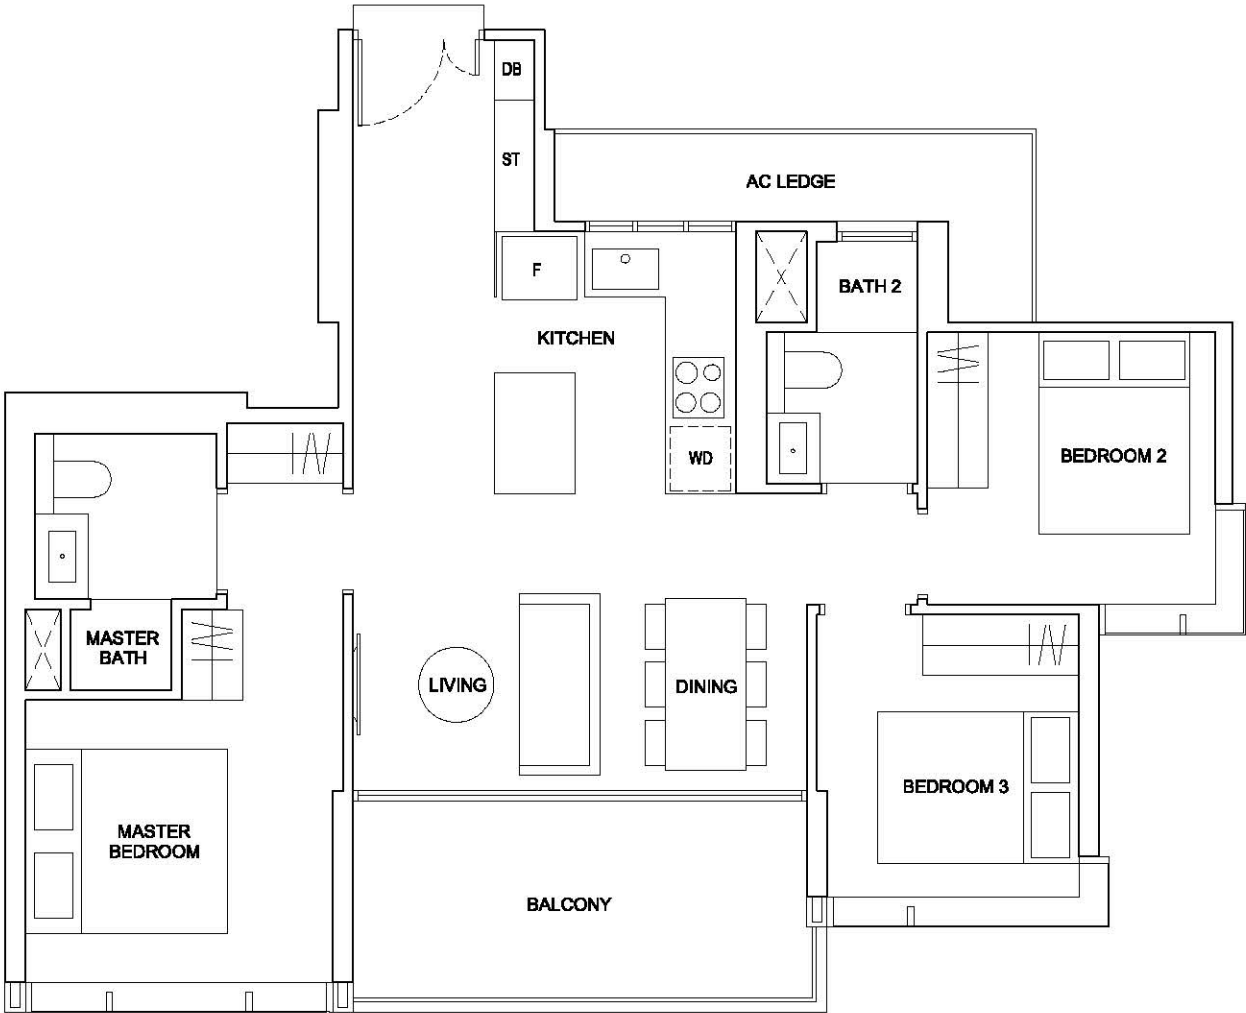 DB
ST
AC LEDGE
F
BATH 2
KITCHEN
WD
BEDROOM 2
MASTER
BATH
LIVING
DINING
BEDROOM 3
MASTER
BEDROOM
BALCONY